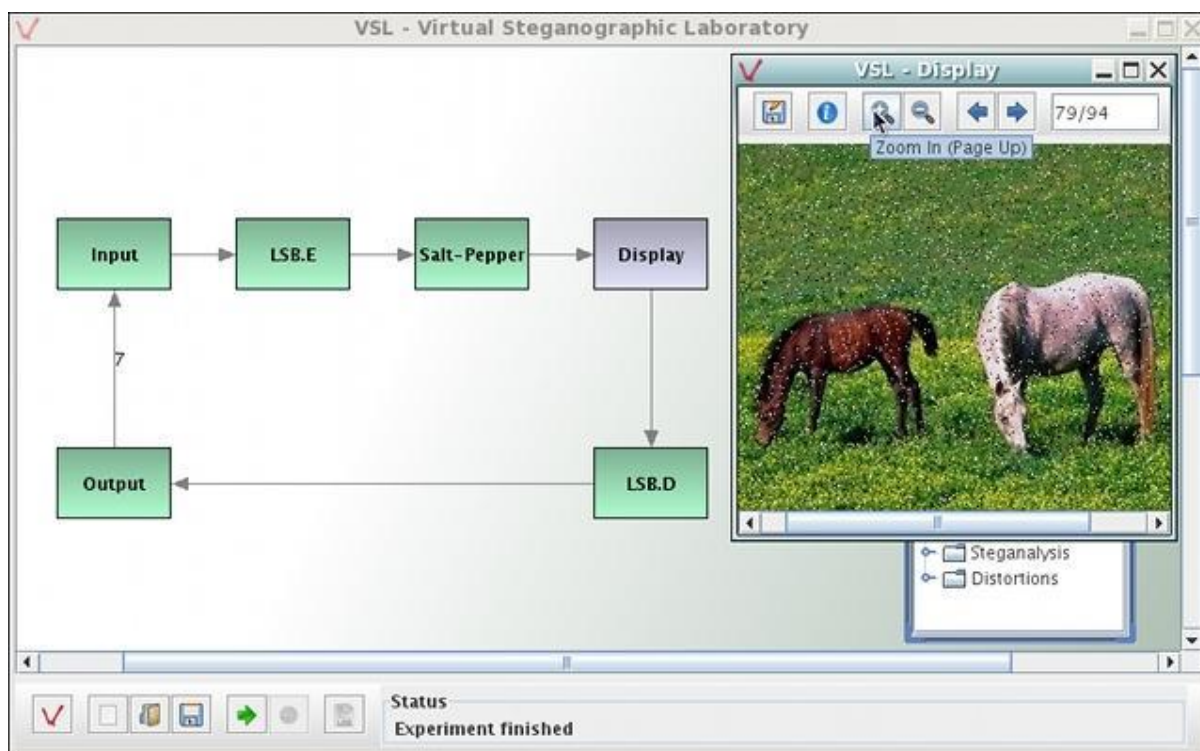 VSL - Virtual Steganographic Laboratory
VSL - Display
79/94
Zoom In (Page Up)
Input
LSB.E
Salt-Pepper
Display
7
Output
LSB.D
Steganalysis
Distortions
Status
Experiment finished